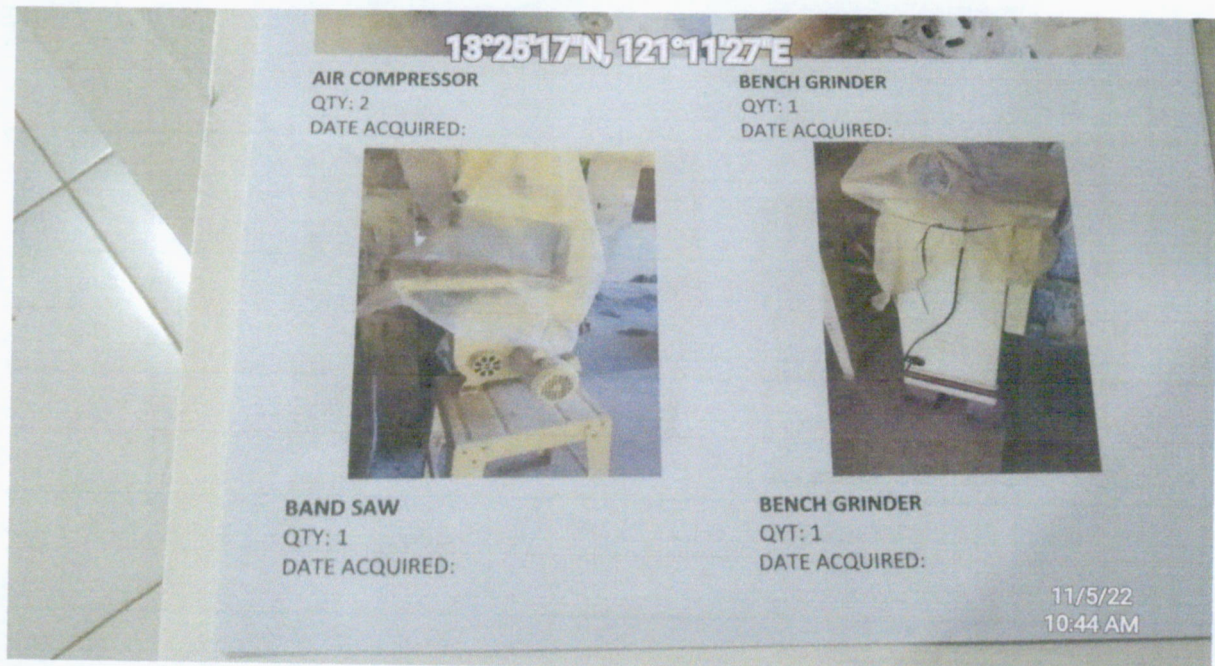 13°25'17"N, 121°11'27"E
AIR COMPRESSOR
QTY: 2
DATE ACQUIRED:
BENCH GRINDER
QYT: 1
DATE ACQUIRED:
BAND SAW
QTY: 1
DATE ACQUIRED:
BENCH GRINDER
QYT: 1
DATE ACQUIRED:
11/5/22
10:44 AM